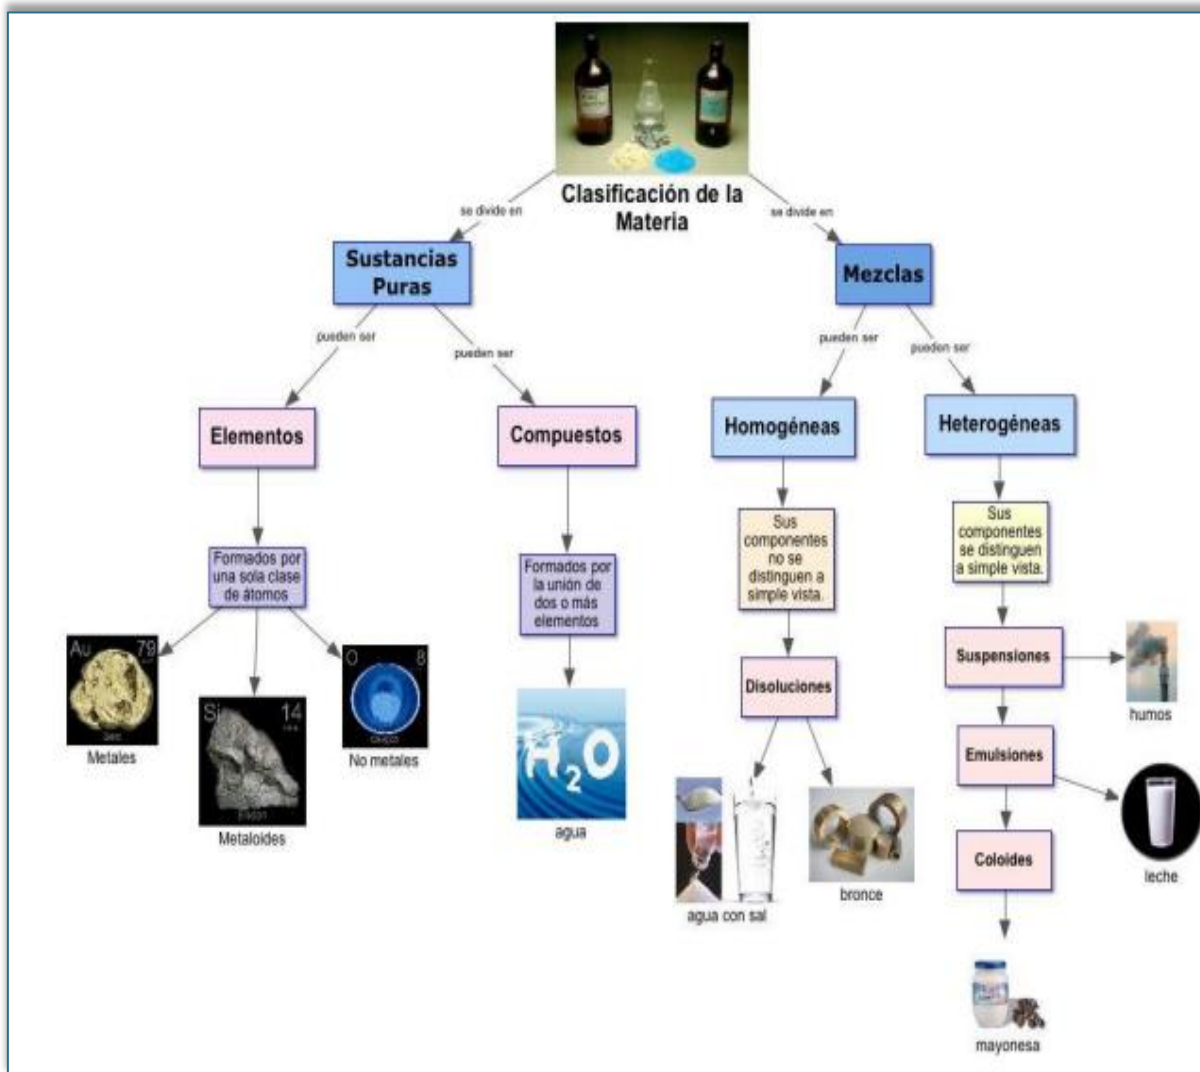 Clasificación de la
Materia
se divide en
se divide en
Sustancias
Puras
Mezclas
pueden ser
pueden ser
pueden ser
pueden ser
Elementos
Compuestos
Homogéneas
Heterogéneas
Formados por
una sola clase
de átomos
Formados por
la unión de
dos o más
elementos
Sus
componentes
no se
distinguen a
simple vista.
Sus
componentes
se distinguen
a simple vista.
Au 79
Metales
Si 14
Metaloides
O 8
No metales
H2O
agua
Disoluciones
agua con sal
bronce
Suspensiones
humos
Emulsiones
leche
Coloides
mayonesa